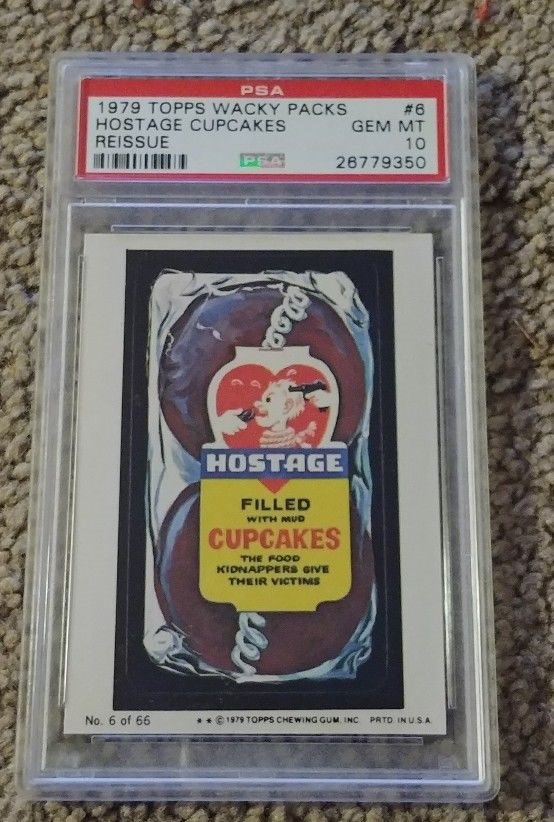 PSA
1979 TOPPS WACKY PACKS #6
HOSTAGE CUPCAKES GEM MT
REISSUE 10
PSA 26779350
HOSTAGE
FILLED
WITH MUD
CUPCAKES
THE FOOD
KIDNAPPERS GIVE
THEIR VICTIMS
No. 6 of 66 ** © 1979 TOPPS CHEWING GUM, INC. PRTD. IN U.S.A.